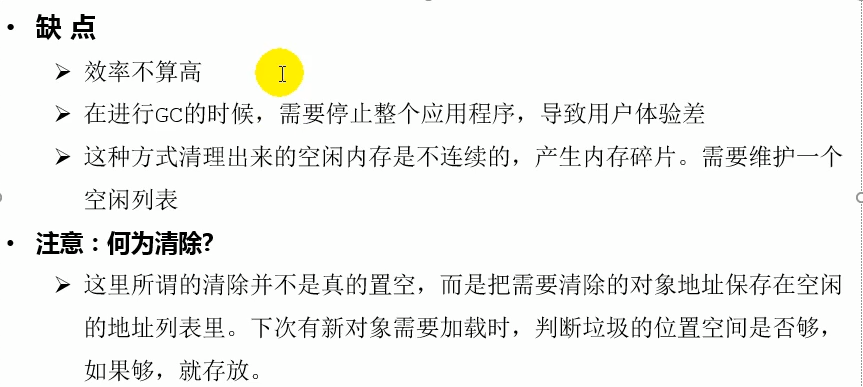 • 缺 点
➢ 效率不算高
➢ 在进行GC的时候，需要停止整个应用程序，导致用户体验差
➢ 这种方式清理出来的空闲内存是不连续的，产生内存碎片。需要维护一个
空闲列表
• 注意：何为清除?
➢ 这里所谓的清除并不是真的置空，而是把需要清除的对象地址保存在空闲
的地址列表里。下次有新对象需要加载时，判断垃圾的位置空间是否够，
如果够，就存放。